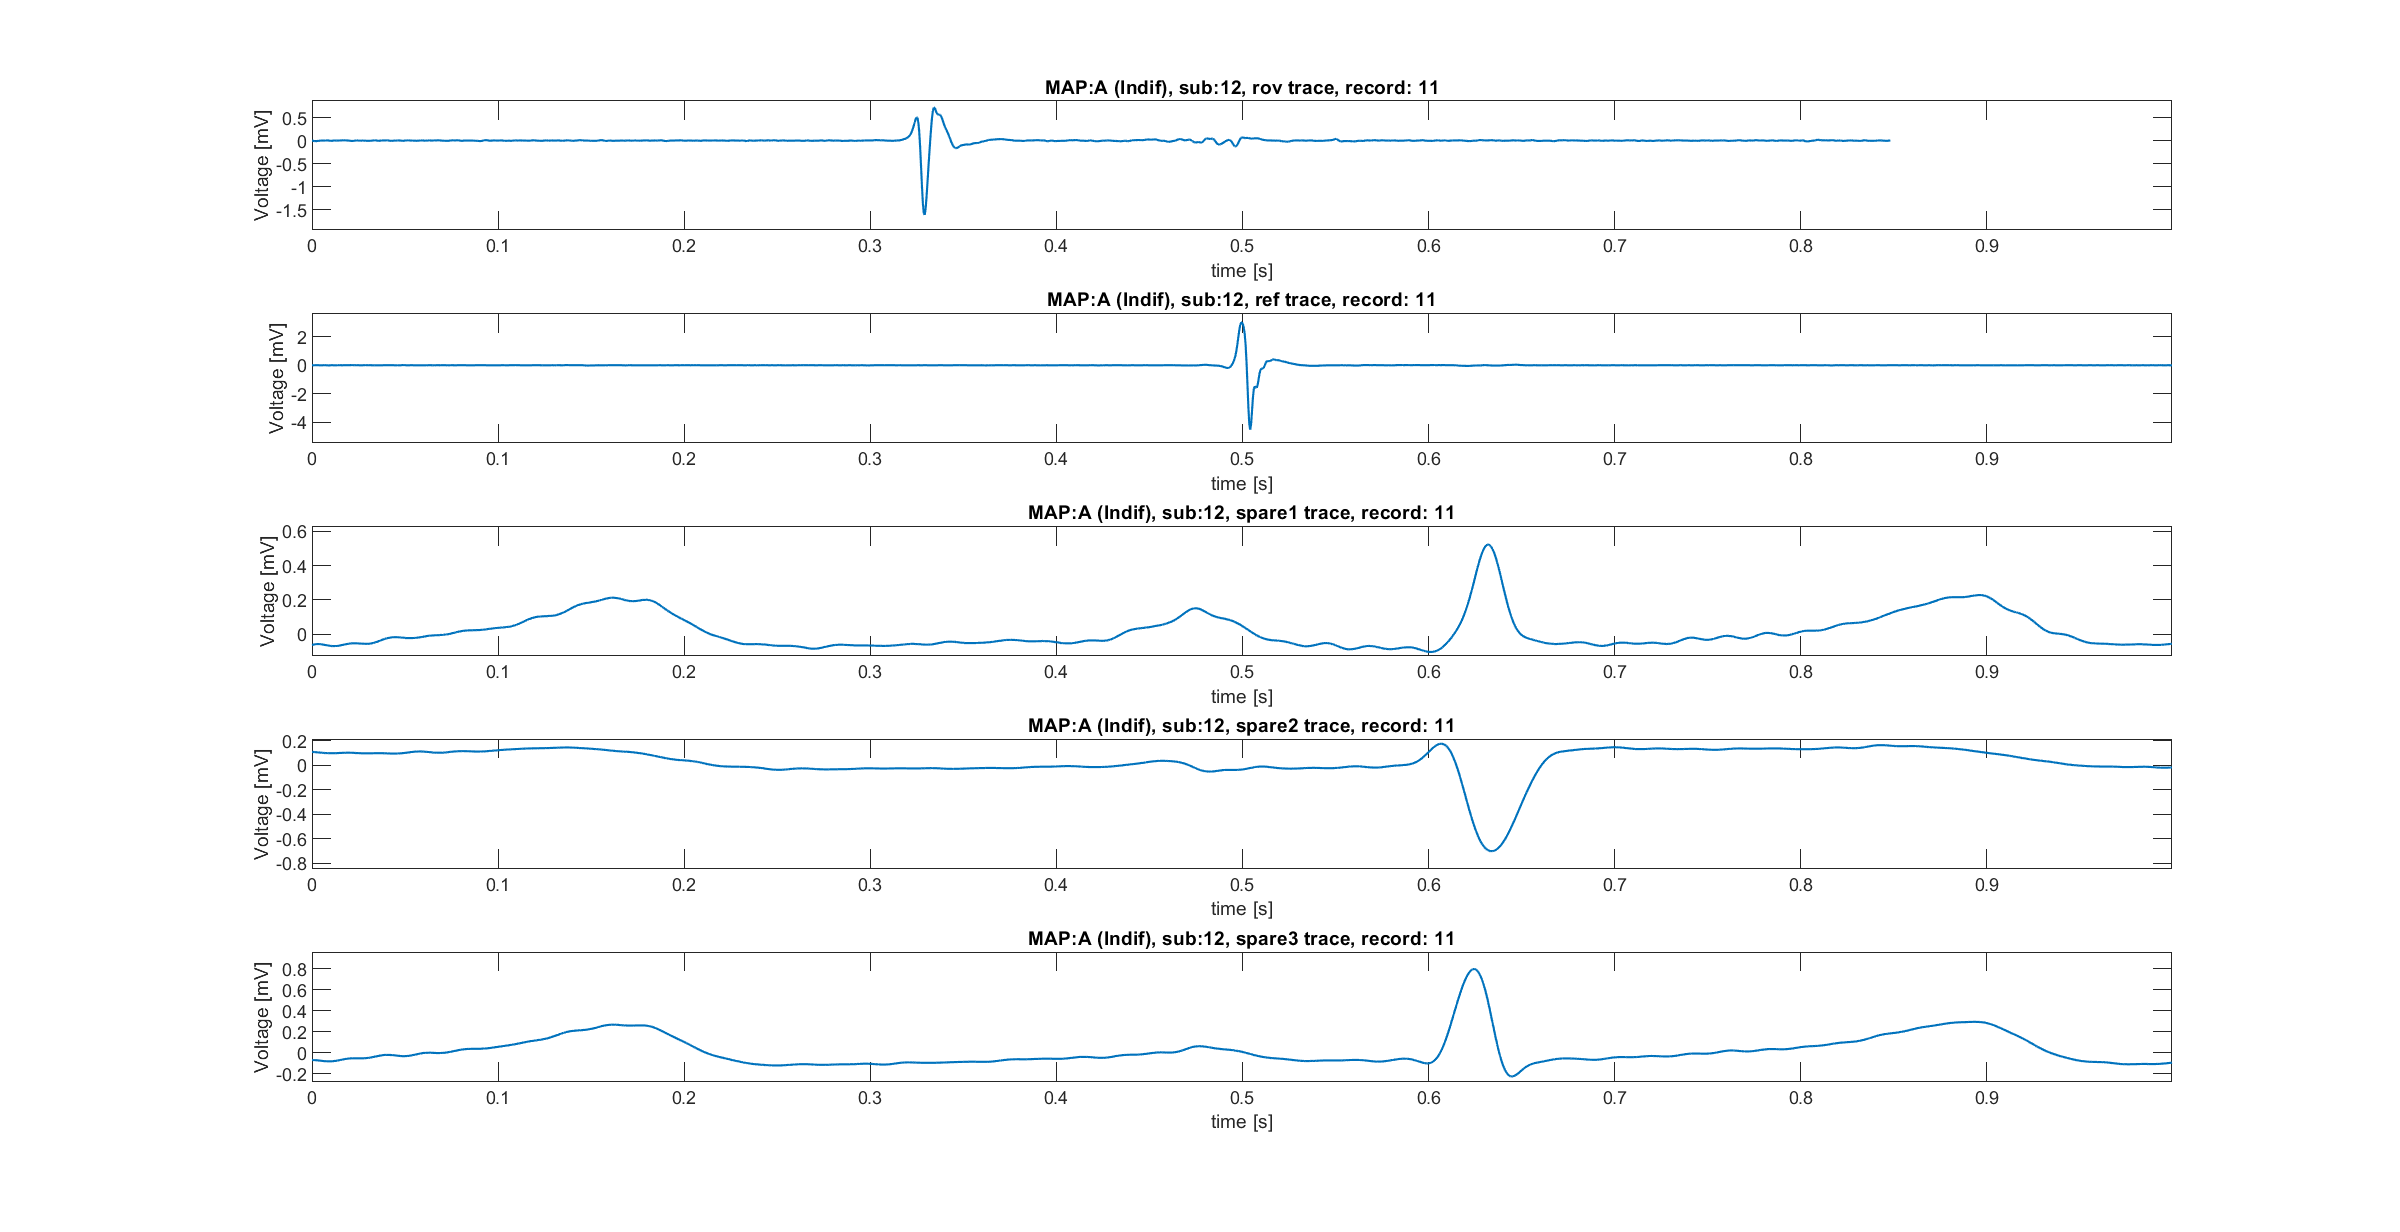 MAP:A (Indif), sub:12, rov trace, record: 11
Voltage [mV]
0.5
0
-0.5
-1
-1.5
0 0.1 0.2 0.3 0.4 0.5 0.6 0.7 0.8 0.9
time [s]
MAP:A (Indif), sub:12, ref trace, record: 11
Voltage [mV]
2
0
-2
-4
0 0.1 0.2 0.3 0.4 0.5 0.6 0.7 0.8 0.9
time [s]
MAP:A (Indif), sub:12, spare1 trace, record: 11
Voltage [mV]
0.6
0.4
0.2
0
0 0.1 0.2 0.3 0.4 0.5 0.6 0.7 0.8 0.9
time [s]
MAP:A (Indif), sub:12, spare2 trace, record: 11
Voltage [mV]
0.2
0
-0.2
-0.4
-0.6
-0.8
0 0.1 0.2 0.3 0.4 0.5 0.6 0.7 0.8 0.9
time [s]
MAP:A (Indif), sub:12, spare3 trace, record: 11
Voltage [mV]
0.8
0.6
0.4
0.2
0
-0.2
0 0.1 0.2 0.3 0.4 0.5 0.6 0.7 0.8 0.9
time [s]